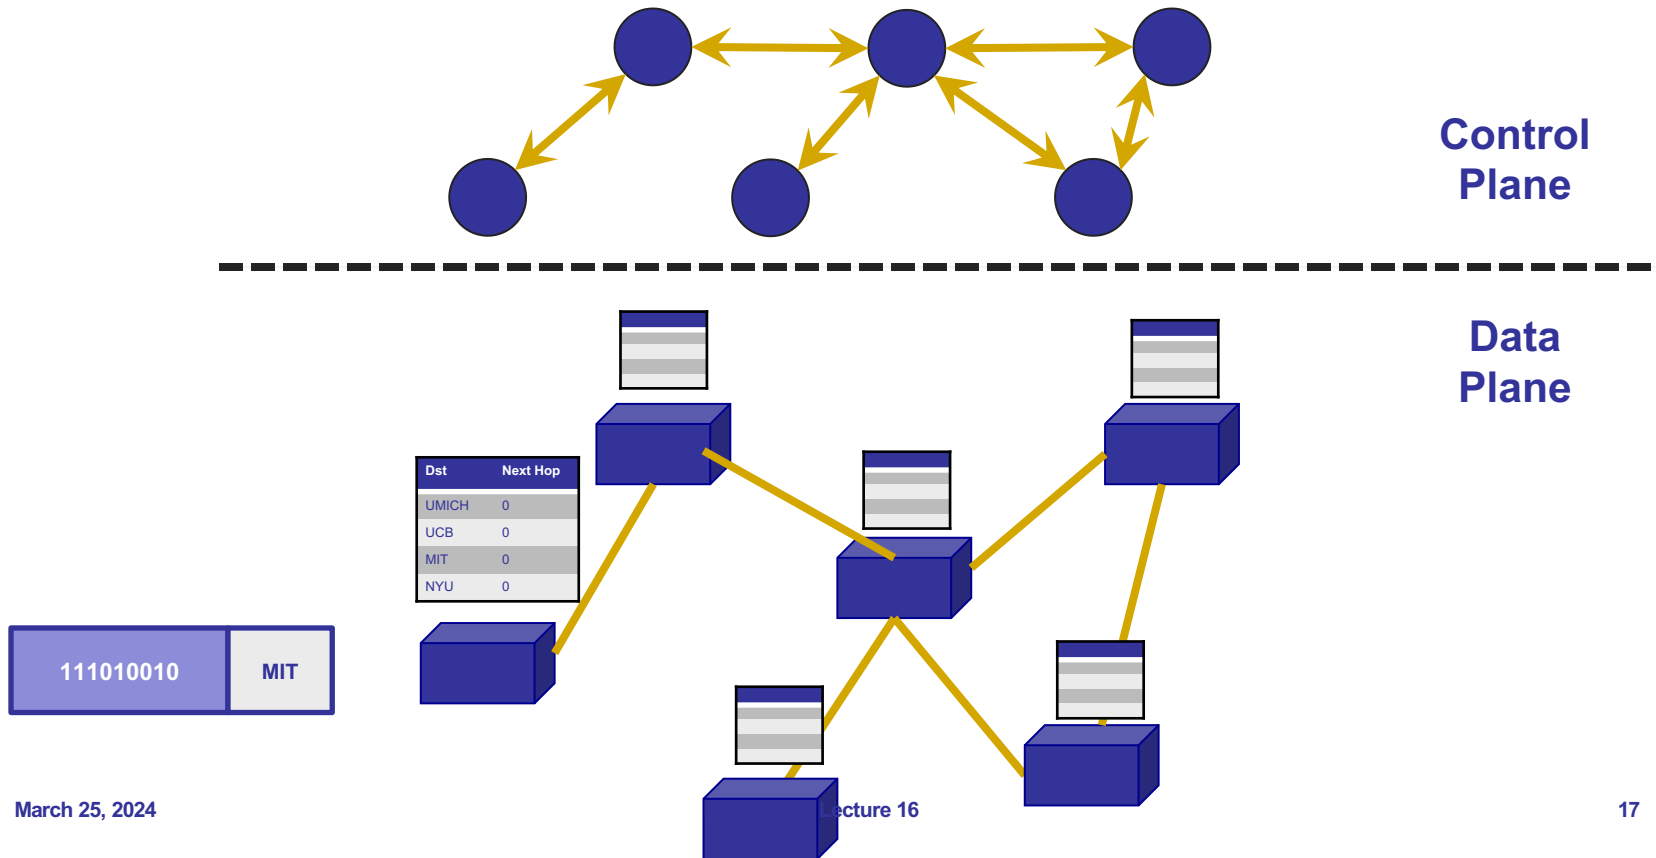 Control
Plane
Data
Plane
Dst Next Hop
UMICH 0
UCB 0
MIT 0
NYU 0
111010010 MIT
March 25, 2024 Lecture 16 17